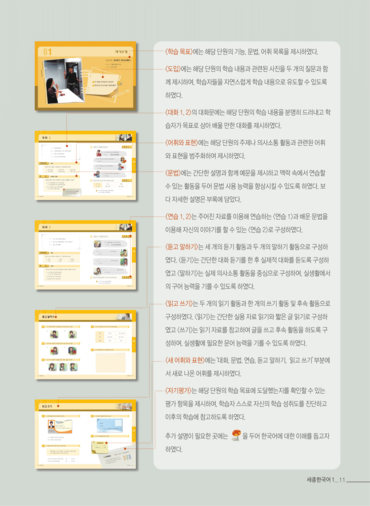 〈학습 목표〉에는 해당 단원의 기능, 문법, 어휘 목록을 제시하였다.
〈도입〉에는 해당 단원의 학습 내용과 관련된 사진을 두 개의 질문과 함
께 제시하여, 학습자들을 자연스럽게 학습 내용으로 유도할 수 있도록
하였다.
〈대화 1, 2〉의 대화문에는 해당 단원의 학습 내용을 분명히 드러내고 학
습자가 목표로 삼아 배울 만한 대화를 제시하였다.
〈어휘와 표현〉에는 해당 단원의 주제나 의사소통 활동과 관련된 어휘
와 표현을 범주화하여 제시하였다.
〈문법〉에는 간단한 설명과 함께 예문을 제시하고 맥락 속에서 연습할
수 있는 활동을 두어 문법 사용 능력을 향상시킬 수 있도록 하였다. 보
다 자세한 설명은 부록에 담았다.
〈연습 1, 2〉는 주어진 자료를 이용해 연습하는 〈연습 1〉과 배운 문법을
이용해 자신의 이야기를 할 수 있는 〈연습 2〉로 구성하였다.
〈듣고 말하기〉는 세 개의 듣기 활동과 두 개의 말하기 활동으로 구성하
였다. 〈듣기〉는 간단한 대화 듣기를 한 후 실제적 대화를 듣도록 구성하
였고 〈말하기〉는 실제 의사소통 활동을 중심으로 구성하여, 실생활에서
의 구어 능력을 기를 수 있도록 하였다.
〈읽고 쓰기〉는 두 개의 읽기 활동과 한 개의 쓰기 활동 및 후속 활동으로
구성하였다. 〈읽기〉는 간단한 실용 자료 읽기와 짧은 글 읽기로 구성하
였고 〈쓰기〉는 읽기 자료를 참고하여 글을 쓰고 후속 활동을 하도록 구
성하여, 실생활에 필요한 문어 능력을 기를 수 있도록 하였다.
〈새 어휘와 표현〉에는 '대화, 문법, 연습, 듣고 말하기, 읽고 쓰기' 부분에
서 새로 나온 어휘를 제시하였다.
〈자기평가〉는 해당 단원의 학습 목표에 도달했는지를 확인할 수 있는
평가 항목을 제시하여, 학습자 스스로 자신의 학습 성취도를 진단하고
이후의 학습에 참고하도록 하였다.
추가 설명이 필요한 곳에는 을 두어 한국어에 대한 이해를 돕고자
하였다.
세종한국어 1 _ 11